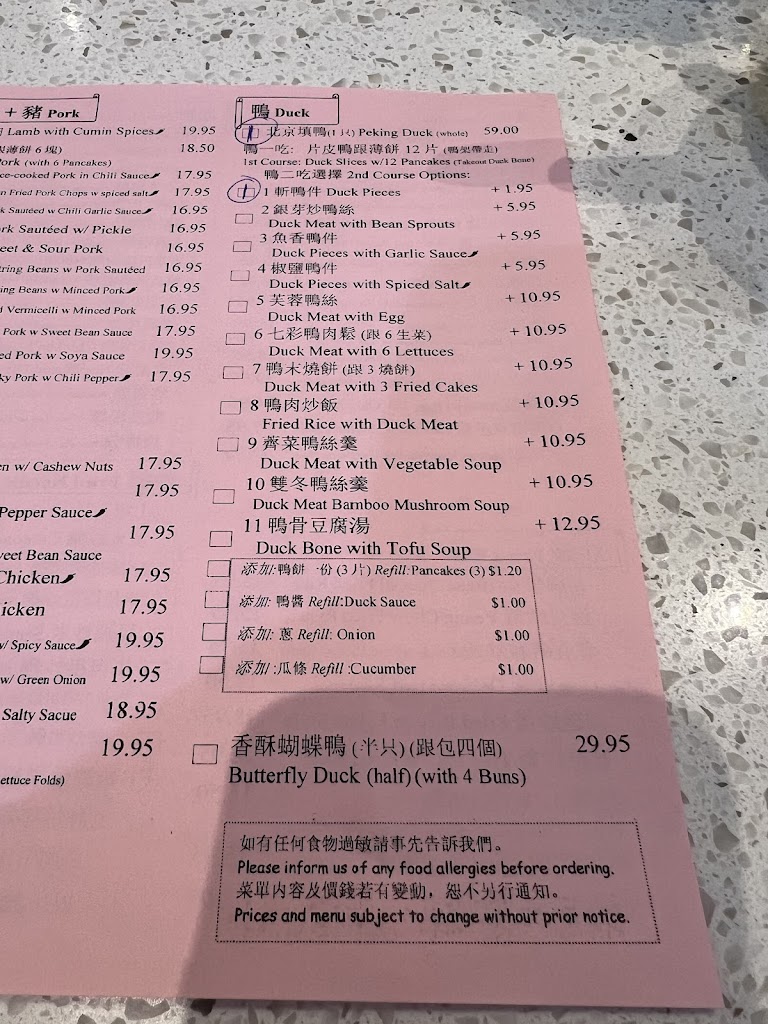 + 豬 Pork
Lamb with Cumin Spices 19.95
薄餅 6 塊) 18.50
Pork (with 6 Pancakes)
ce-cooked Pork in Chili Sauce 17.95
en Fried Pork Chops w spiced salt 17.95
k Sautéed w Chili Garlic Sauce 16.95
rk Sautéed w/ Pickle 16.95
eet & Sour Pork 16.95
tring Beans w Pork Sautéed 16.95
ing Beans w Minced Pork 16.95
d Vermicelli w Minced Pork 16.95
Pork w Sweet Bean Sauce 17.95
ed Pork w Soya Sauce 19.95
ky Pork w Chili Pepper 17.95
en w/ Cashew Nuts 17.95
17.95
Pepper Sauce
17.95
weet Bean Sauce
Chicken 17.95
icken 17.95
w/ Spicy Sauce 19.95
w/ Green Onion 19.95
Salty Sacue 18.95
19.95
ettuce Folds)
鴨 Duck
1 北京填鴨(1 只) Peking Duck (whole) 59.00
鴨一吃: 片皮鴨跟薄餅 12 片 (鴨架帶走)
1st Course: Duck Slices w/12 Pancakes (Takeout Duck Bone)
鴨二吃選擇 2nd Course Options:
1 1 斬鴨件 Duck Pieces + 1.95
2 銀芽炒鴨絲 + 5.95
Duck Meat with Bean Sprouts
3 魚香鴨件 + 5.95
Duck Pieces with Garlic Sauce
4 椒鹽鴨件 + 5.95
Duck Pieces with Spiced Salt
5 芙蓉鴨絲 + 10.95
Duck Meat with Egg
6 七彩鴨肉鬆 (跟 6 生菜) + 10.95
Duck Meat with 6 Lettuces
7 鴨末燒餅 (跟 3 燒餅) + 10.95
Duck Meat with 3 Fried Cakes
8 鴨肉炒飯 + 10.95
Fried Rice with Duck Meat
9 薺菜鴨絲羹 + 10.95
Duck Meat with Vegetable Soup
10 雙冬鴨絲羹 + 10.95
Duck Meat Bamboo Mushroom Soup
11 鴨骨豆腐湯 + 12.95
Duck Bone with Tofu Soup
添加:鴨餅 一份 (3 片) Refill:Pancakes (3) $1.20
添加: 鴨醬 Refill:Duck Sauce $1.00
添加: 蔥 Refill: Onion $1.00
添加 :瓜條 Refill :Cucumber $1.00
香酥蝴蝶鴨 (半只) (跟包四個) 29.95
Butterfly Duck (half) (with 4 Buns)
如有任何食物過敏請事先告訴我們。
Please inform us of any food allergies before ordering.
菜單内容及價錢若有變動，恕不另行通知。
Prices and menu subject to change without prior notice.